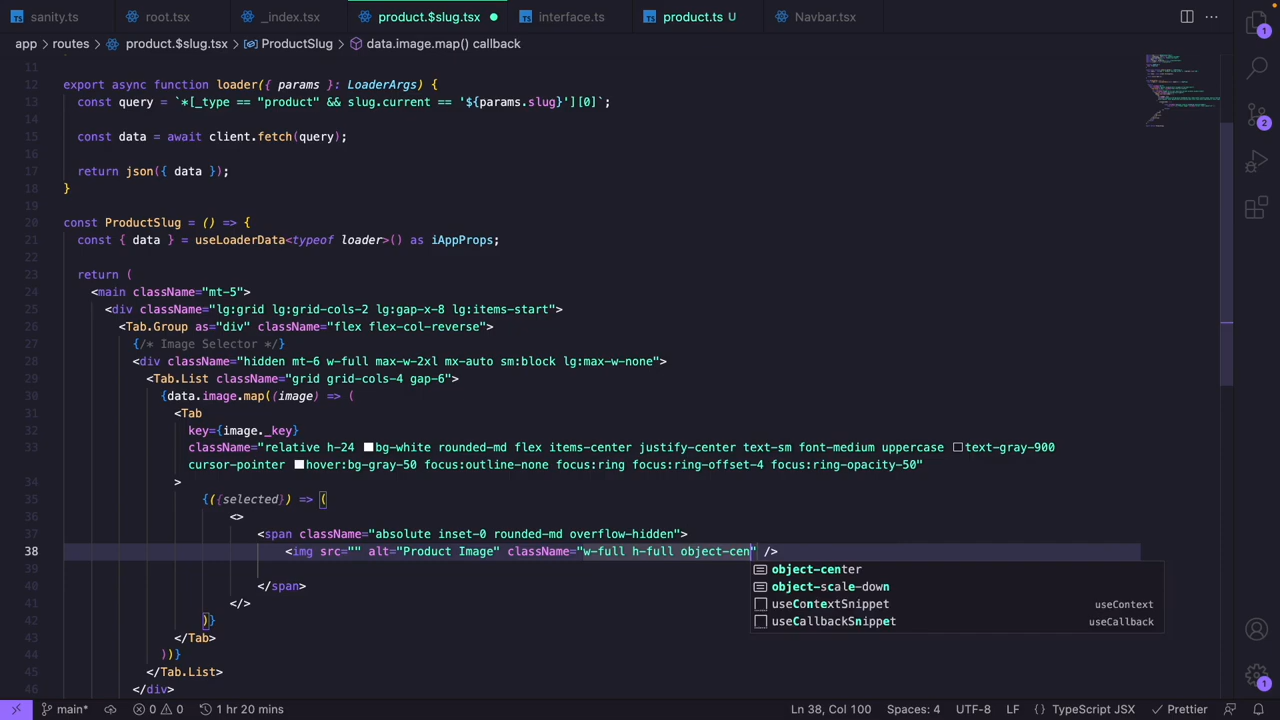 sanity.ts root.tsx _index.tsx product.$slug.tsx interface.ts product.ts U Navbar.tsx
app > routes > product.$slug.tsx > ProductSlug > data.image.map() callback
11
12 export async function loader({ params }: LoaderArgs) {
13 const query = `*[_type == "product" && slug.current == '${params.slug}'][0]`;
14
15 const data = await client.fetch(query);
16
17 return json({ data });
18 }
19
20 const ProductSlug = () => {
21 const { data } = useLoaderData<typeof loader>() as iAppProps;
22
23 return (
24 <main className="mt-5">
25 <div className="lg:grid lg:grid-cols-2 lg:gap-x-8 lg:items-start">
26 <Tab.Group as="div" className="flex flex-col-reverse">
27 {/* Image Selector */}
28 <div className="hidden mt-6 w-full max-w-2xl mx-auto sm:block lg:max-w-none">
29 <Tab.List className="grid grid-cols-4 gap-6">
30 {data.image.map((image) => (
31 <Tab
32 key={image._key}
33 className="relative h-24 bg-white rounded-md flex items-center justify-center text-sm font-medium uppercase text-gray-900
cursor-pointer hover:bg-gray-50 focus:outline-none focus:ring focus:ring-offset-4 focus:ring-opacity-50"
34 >
35 {({selected}) => (
36 <>
37 <span className="absolute inset-0 rounded-md overflow-hidden">
38 <img src="" alt="Product Image" className="w-full h-full object-cen" />
object-center
40 </span>
object-scale-down
41 </>
useContextSnippet useContext
42 )}
useCallbackSnippet useCallback
43 </Tab>
44 ))}
45 </Tab.List>
46 </div>
1
2
1
main* 0 0 1 hr 20 mins Ln 38, Col 100 Spaces: 4 UTF-8 LF {} TypeScript JSX Prettier